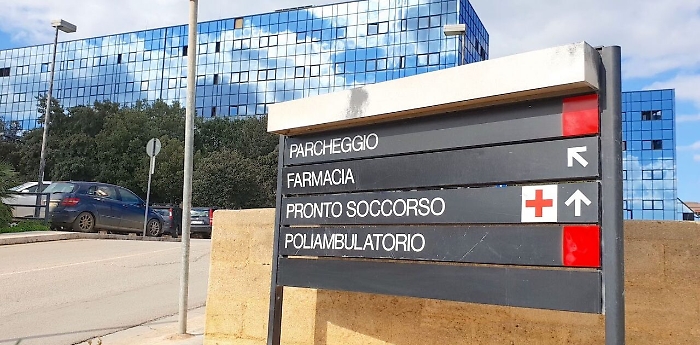 PARCHEGGIO
FARMACIA
PRONTO SOCCORSO
POLIAMBULATORIO